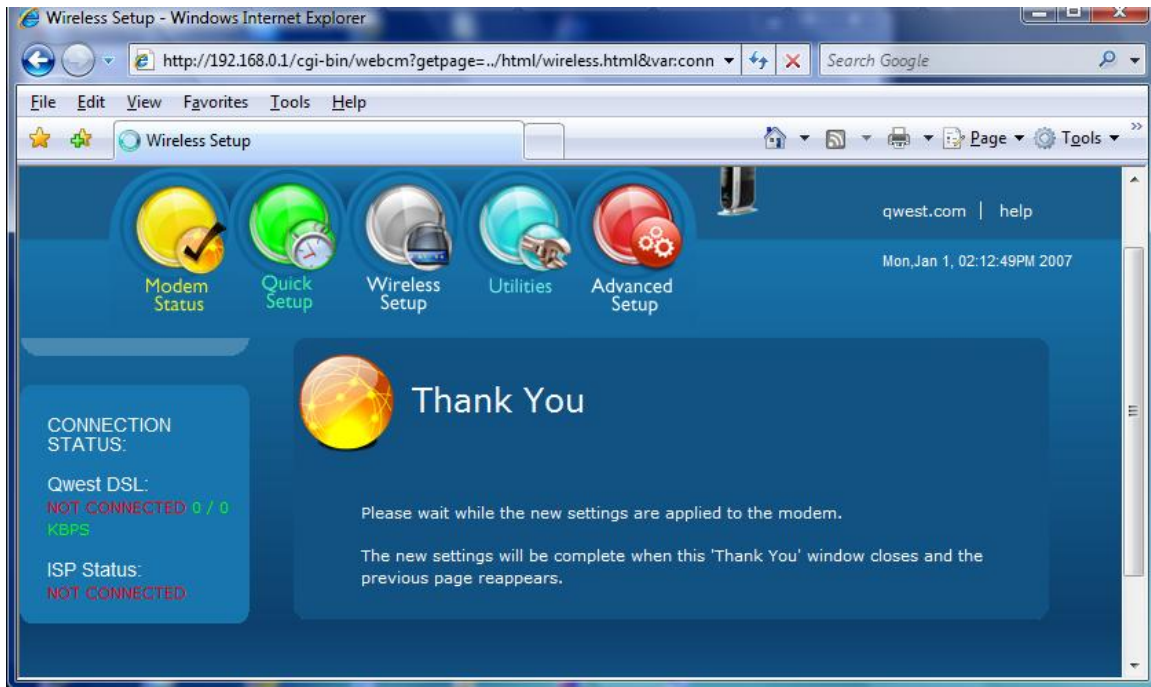 Wireless Setup - Windows Internet Explorer
http://192.168.0.1/cgi-bin/webcm?getpage=../html/wireless.html&var:conn
Search Google
File Edit View Favorites Tools Help
Wireless Setup
Page Tools
qwest.com | help
Mon,Jan 1, 02:12:49PM 2007
Modem Status
Quick Setup
Wireless Setup
Utilities
Advanced Setup
CONNECTION
STATUS:
Qwest DSL:
NOT CONNECTED 0 / 0
KBPS
ISP Status:
NOT CONNECTED
Thank You
Please wait while the new settings are applied to the modem.
The new settings will be complete when this 'Thank You' window closes and the
previous page reappears.